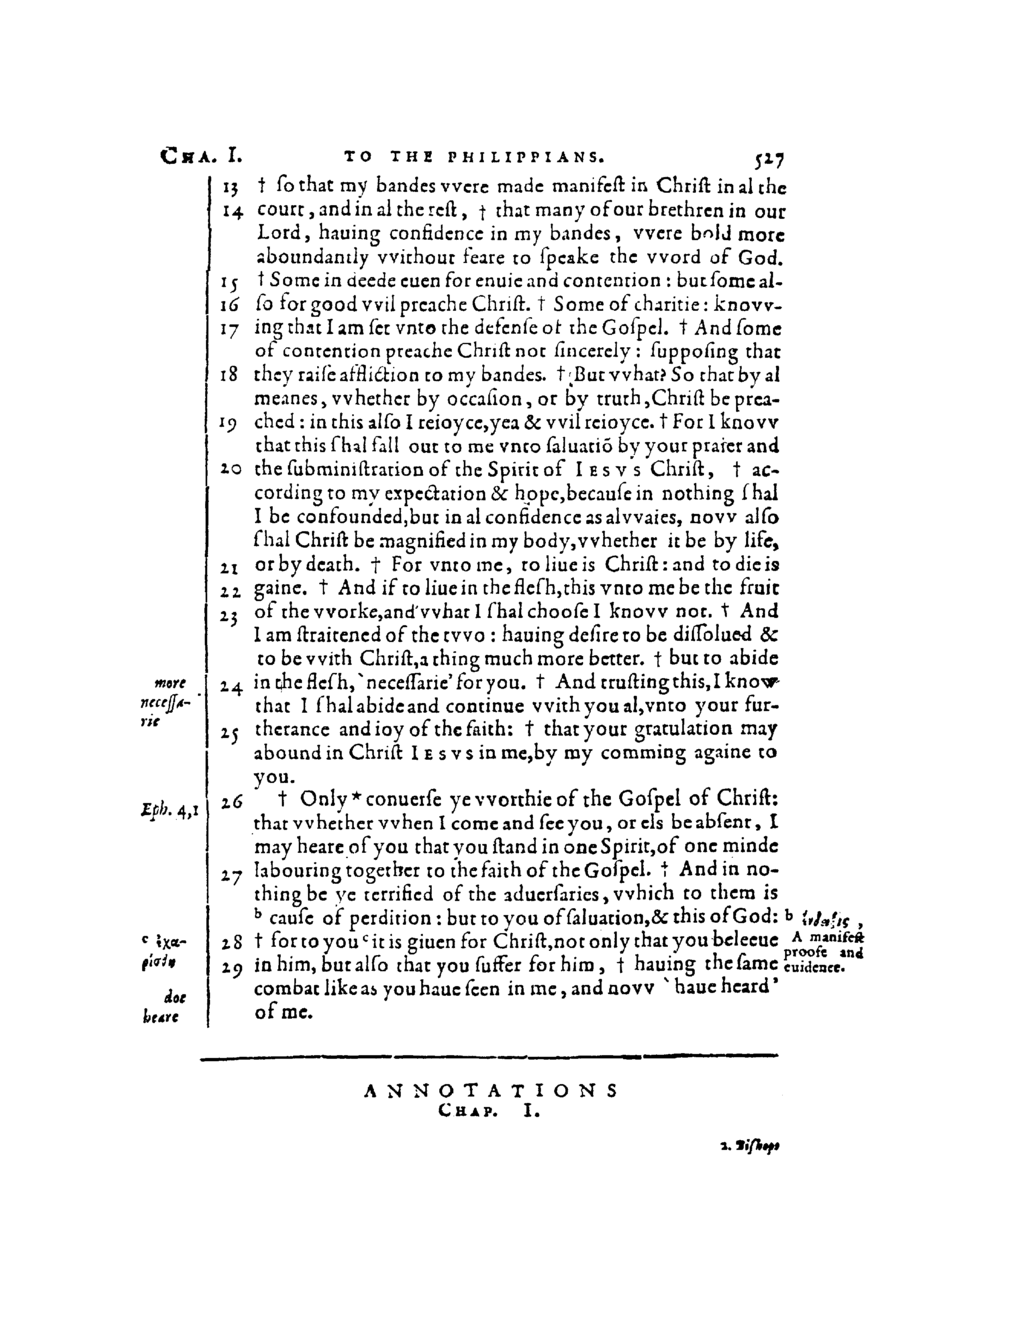 CHA. I. TO THE PHILIPPIANS. 527
13 † ſo that my bandes vvere made manifeſt in Chriſt in al the
14 court, and in al the reſt, † that many of our brethren in our
Lord, hauing confidence in my bandes, vvere bold more
aboundantly vvithout feare to ſpeake the vvord of God.
15 † Some in deede euen for enuie and contention: but ſome al-
16 ſo for good vvil preache Chriſt. † Some of charitie: knovv-
17 ing that I am ſet vnto the defenſe of the Goſpel. † And ſome
of contention preache Chriſt not ſincerely: ſuppoſing that
18 they raiſe affliction to my bandes. † But vvhat? So that by al
meanes, vvhether by occaſion, or by truth, Chriſt be prea-
19 ched: in this alſo I reioyce, yea & vvil reioyce. † For I knovv
that this ſhal fall out to me vnto ſaluatiō by your praier and
20 the ſubminiſtration of the Spirit of IESVS Chriſt, † ac-
cording to my expectation & hope, becauſe in nothing ſhal
I be confounded, but in al confidence as alvvaies, novv alſo
ſhal Chriſt be magnified in my body, vvhether it be by life,
21 or by death. † For vnto me, to liue is Chriſt: and to die is
22 gaine. † And if to liue in the fleſh, this vnto me be the fruit
23 of the vvorke, and vvhat I ſhal chooſe I knovv not. † And
I am ſtraitened of the tvvo: hauing deſire to be diſſolued &
to be vvith Chriſt, a thing much more better. † but to abide
more
neceſſa-
rie
24 in the fleſh, `neceſſarie' for you. † And truſting this, I know
that I ſhal abide and continue vvith you al, vnto your fur-
25 therance and ioy of the faith: † that your gratulation may
abound in Chriſt IESVS in me, by my comming againe to
you.
Eph. 4,1
26 † Only * conuerſe ye vvorthie of the Goſpel of Chriſt:
that vvhether vvhen I come and ſee you, or els be abſent, I
may heare of you that you ſtand in one Spirit, of one minde
27 labouring together to the faith of the Goſpel. † And in no-
thing be ye terrified of the aduerſaries, vvhich to them is
b cauſe of perdition: but to you of ſaluation, & this of God:
b ἔνδειξις,
A manifeſt
proofe and
euidence.
c ἐχα-
ρίσθη
28 † for to you c it is giuen for Chriſt, not only that you beleeue
29 in him, but alſo that you ſuffer for him, † hauing the ſame
doe
heare
combat like as you haue ſeen in me, and novv `haue heard'
of me.
ANNOTATIONS
CHAP. I.
2. Biſhops